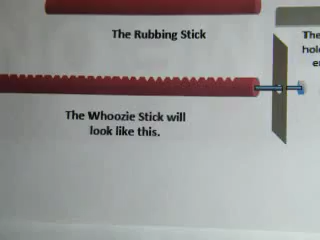 The Rubbing Stick
The
hol
e
The Whoozie Stick will
look like this.